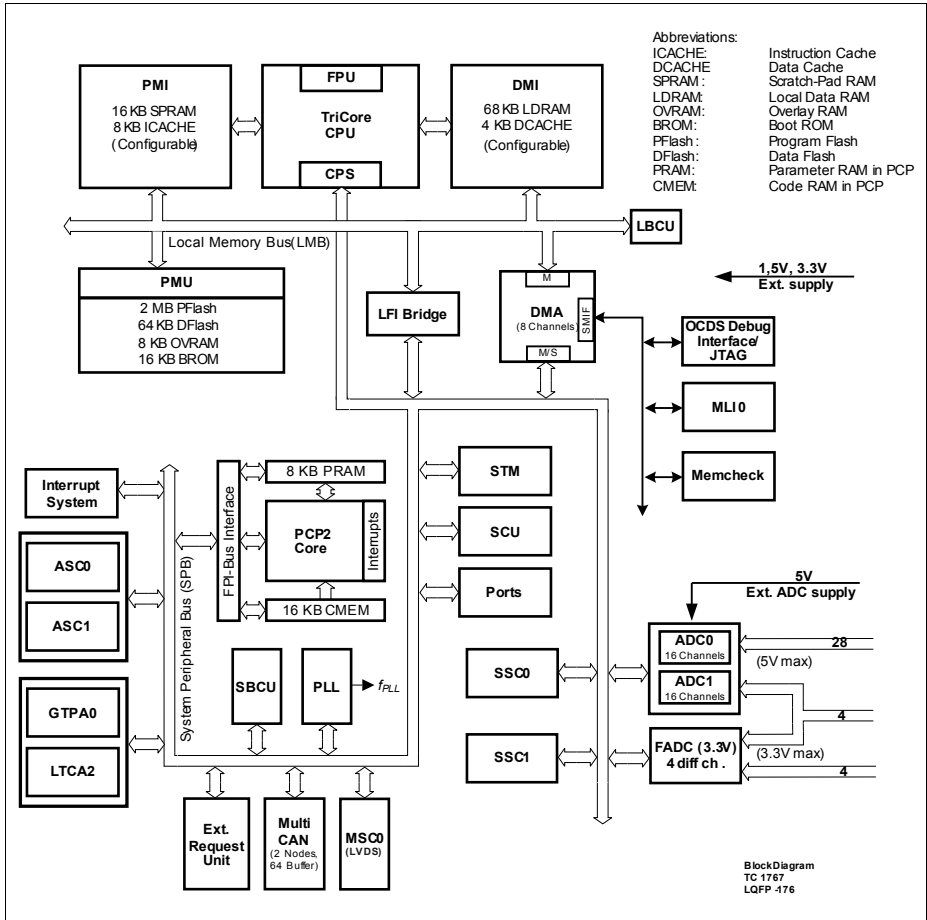 Abbreviations:
ICACHE: Instruction Cache
DCACHE Data Cache
SPRAM : Scratch-Pad RAM
LDRAM: Local Data RAM
OVRAM: Overlay RAM
BROM: Boot ROM
PFlash : Program Flash
DFlash: Data Flash
PRAM: Parameter RAM in PCP
CMEM: Code RAM in PCP
PMI
16 KB SPRAM
8 KB ICACHE
(Configurable)
FPU
TriCore
CPU
CPS
DMI
68 KB LDRAM
4 KB DCACHE
(Configurable)
Local Memory Bus(LMB)
LBCU
PMU
2 MB PFlash
64 KB DFlash
8 KB OVRAM
16 KB BROM
LFI Bridge
M
DMA
(8 Channels)
SMIF
M/S
1,5V, 3.3V
Ext. supply
OCDS Debug
Interface/
JTAG
MLI 0
Memcheck
Interrupt
System
ASC0
ASC1
GTPA0
LTCA2
System Peripheral Bus (SPB)
FPI-Bus Interface
8 KB PRAM
PCP2
Core
Interrupts
16 KB CMEM
STM
SCU
Ports
SBCU
PLL
fPLL
SSC0
SSC1
5V
Ext. ADC supply
ADC0
16 Channels
ADC1
16 Channels
28
(5V max)
4
FADC (3.3V)
4 diff ch .
(3.3V max)
4
Ext.
Request
Unit
Multi
CAN
(2 Nodes,
64 Buffer)
MSC0
(LVDS)
BlockDiagram
TC 1767
LQFP -176